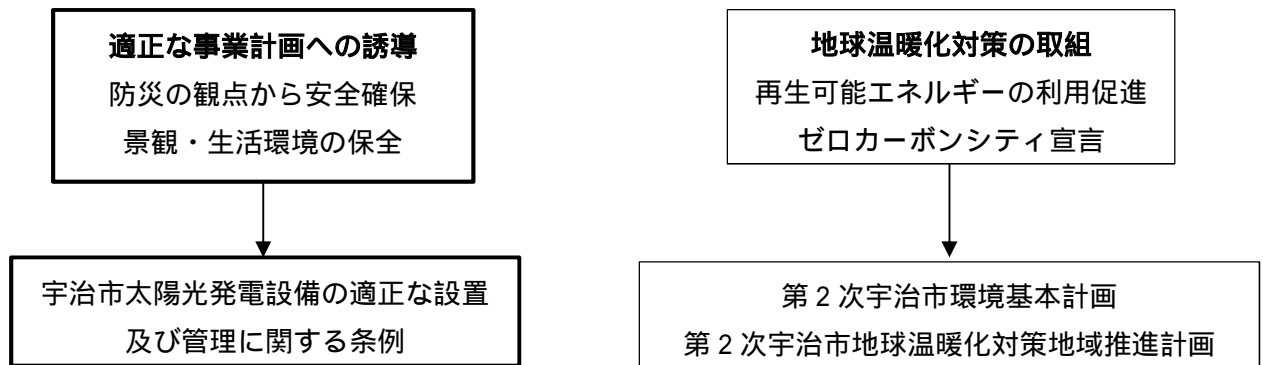 適正な事業計画への誘導
防災の観点から安全確保
景観・生活環境の保全
宇治市太陽光発電設備の適正な設置
及び管理に関する条例
地球温暖化対策の取組
再生可能エネルギーの利用促進
ゼロカーボンシティ宣言
第2次宇治市環境基本計画
第2次宇治市地球温暖化対策地域推進計画